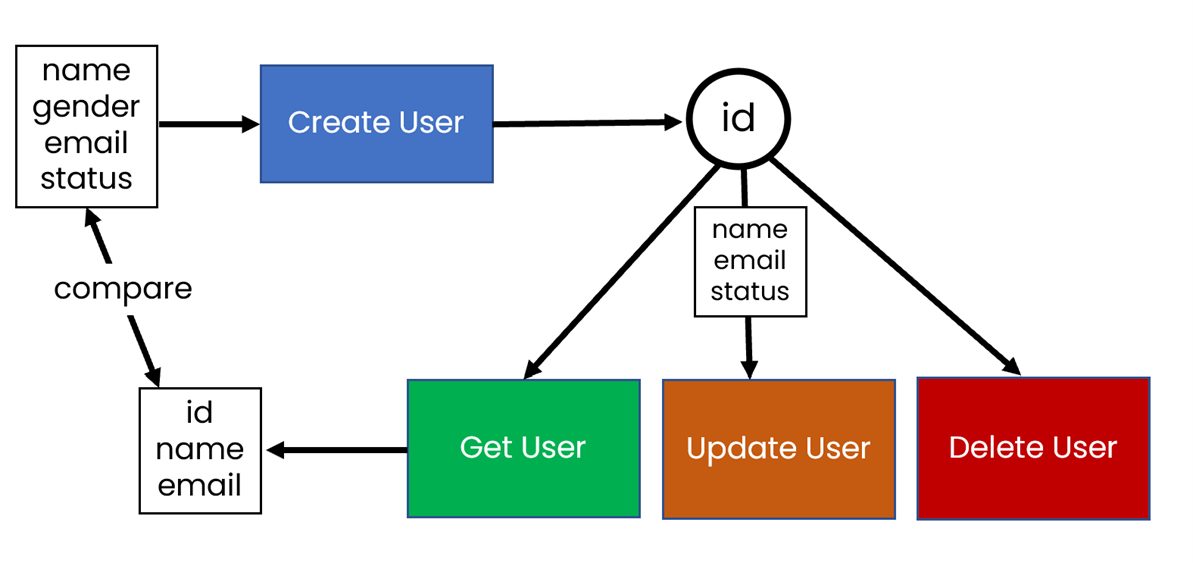 name
gender
email
status
Create User
id
compare
name
email
status
id
name
email
Get User
Update User
Delete User